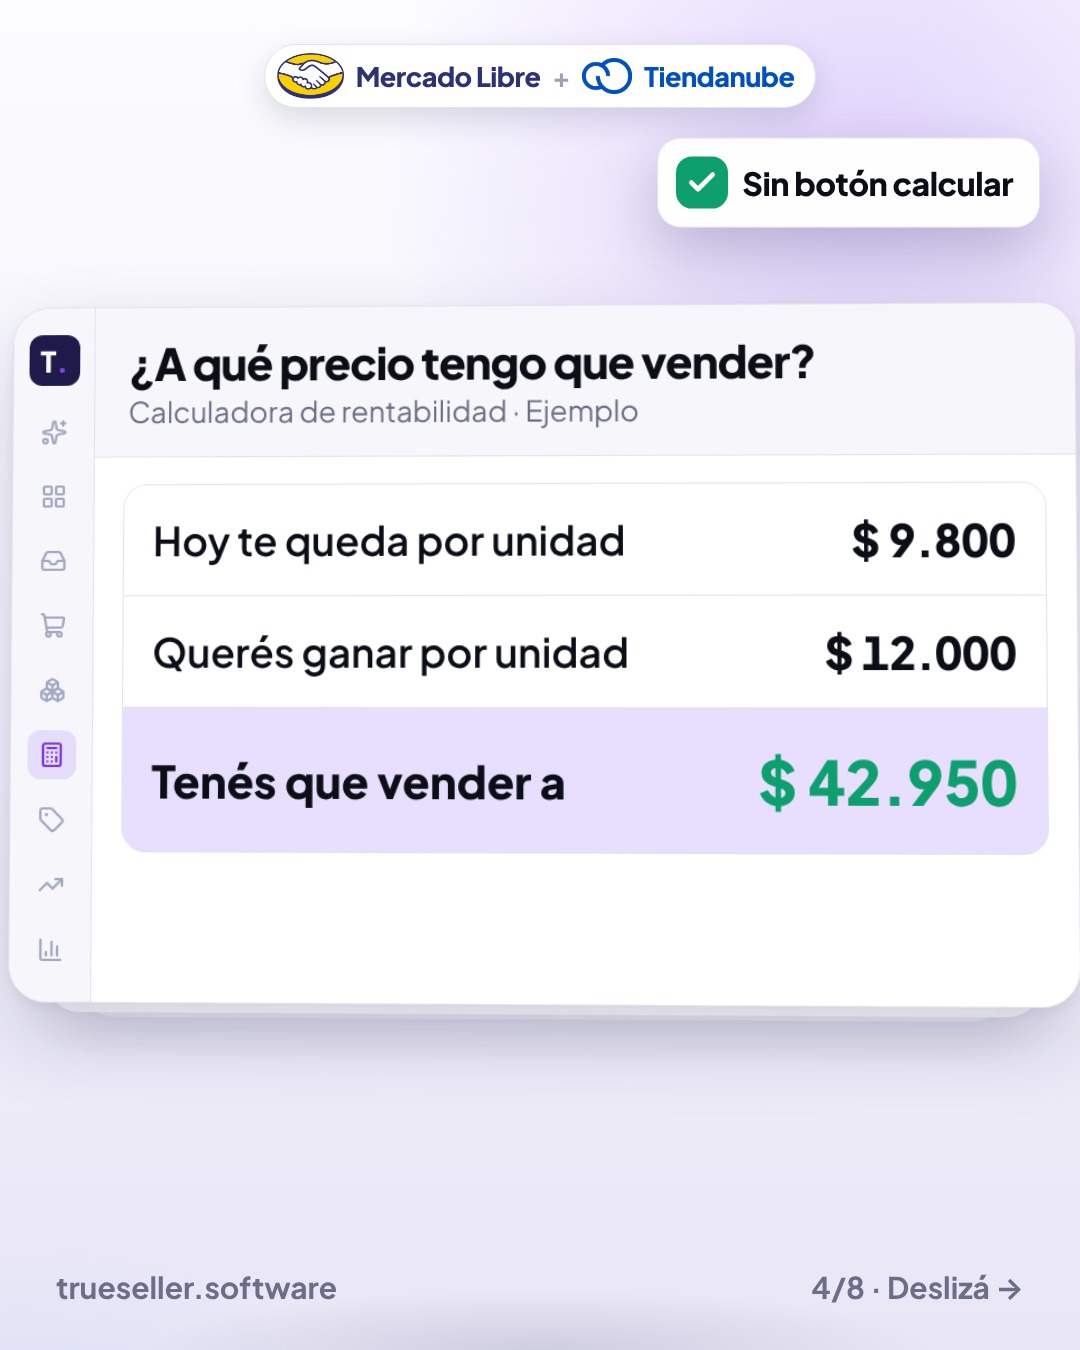 Mercado Libre + Tiendanube
Sin botón calcular
T.
¿A qué precio tengo que vender?
Calculadora de rentabilidad · Ejemplo
Hoy te queda por unidad $ 9.800
Querés ganar por unidad $ 12.000
Tenés que vender a $ 42.950
trueseller.software 4/8 · Deslizá →